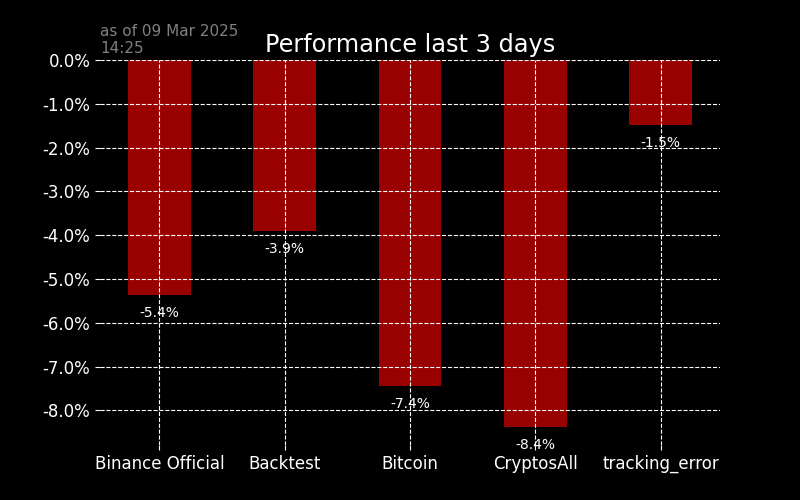 as of 09 Mar 2025
14:25
Performance last 3 days
0.0%
-1.0%
-2.0%
-3.0%
-4.0%
-5.0%
-6.0%
-7.0%
-8.0%
-5.4%
-3.9%
-7.4%
-8.4%
-1.5%
Binance Official
Backtest
Bitcoin
CryptosAll
tracking_error